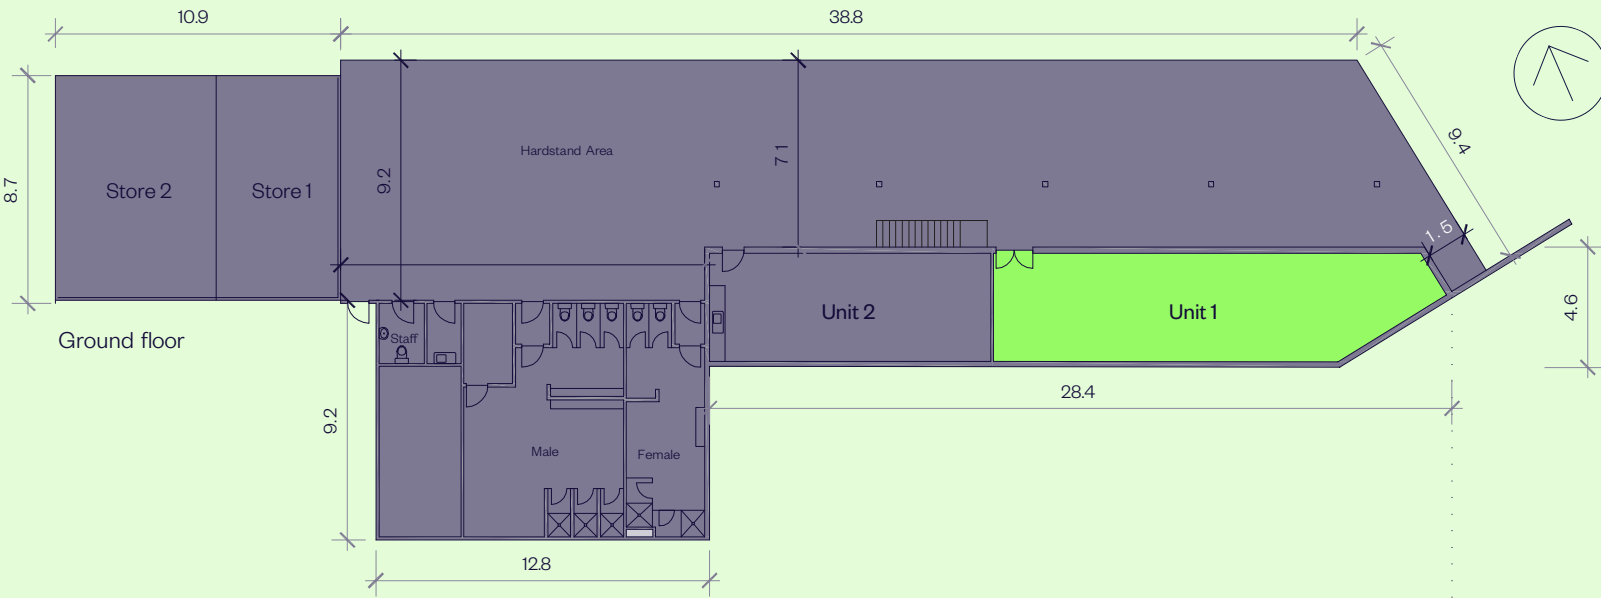 10.9
38.8
8.7
Store 2
Store 1
9.2
Hardstand Area
7 1
9.4
1.5
4.6
Unit 2
Unit 1
Ground floor
Staff
28.4
9.2
Male
Female
12.8